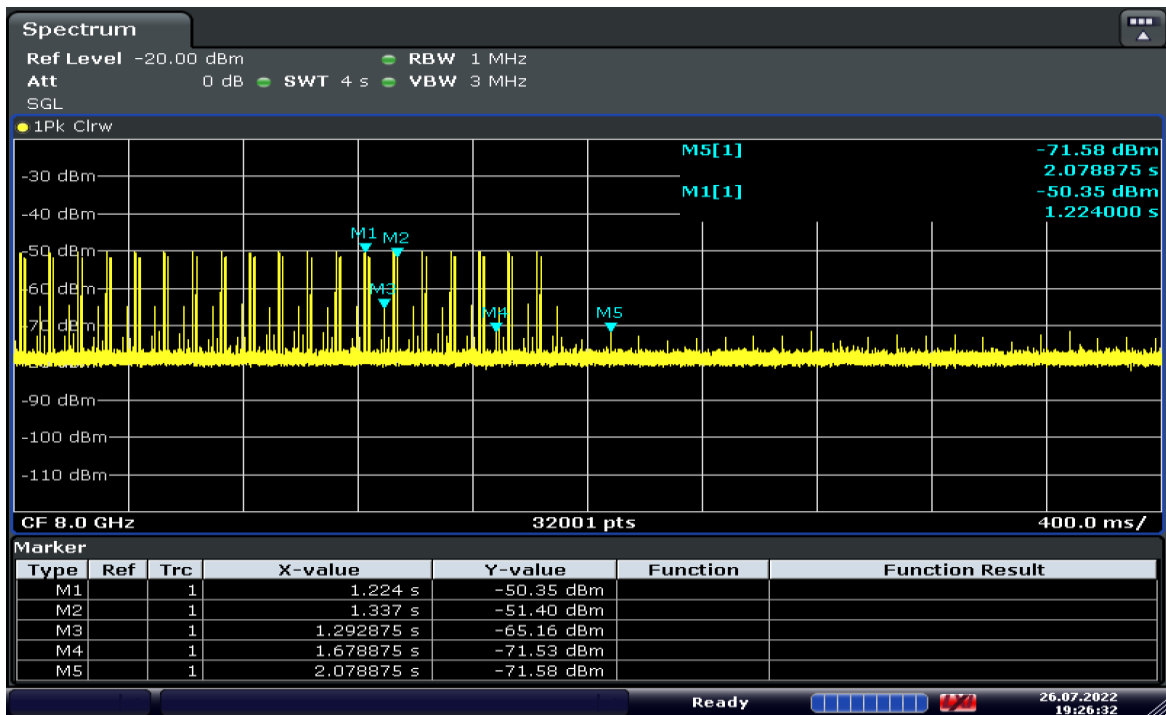 Spectrum
Ref Level -20.00 dBm RBW 1 MHz
Att 0 dB SWT 4 s VBW 3 MHz
SGL
1Pk Clrw
M5[1] -71.58 dBm
2.078875 s
-30 dBm
M1[1] -50.35 dBm
1.224000 s
-40 dBm
M1 M2
-50 dBm
-60 dBm M3
M4 M5
-70 dBm
-90 dBm
-100 dBm
-110 dBm
CF 8.0 GHz 32001 pts 400.0 ms/
Marker
Type Ref Trc X-value Y-value Function Function Result
M1 1 1.224 s -50.35 dBm
M2 1 1.337 s -51.40 dBm
M3 1 1.292875 s -65.16 dBm
M4 1 1.678875 s -71.53 dBm
M5 1 2.078875 s -71.58 dBm
Ready 26.07.2022
19:26:32